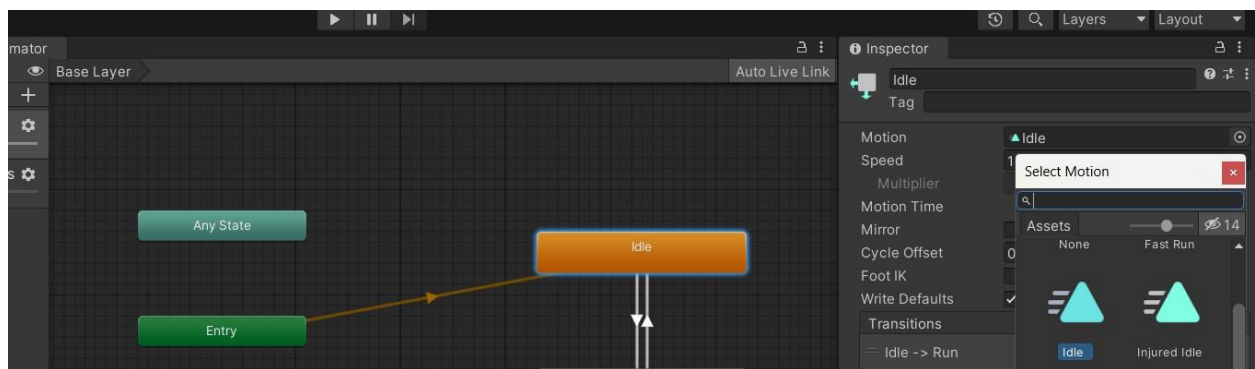 Layers
Layout
mator
Inspector
Base Layer
Auto Live Link
Idle
Tag
Motion
Idle
Speed
1
Select Motion
Multiplier
Motion Time
Any State
Mirror
Assets
14
Idle
None
Fast Run
Cycle Offset
0
Foot IK
Write Defaults
Entry
Transitions
Idle -> Run
Idle
Injured Idle
s